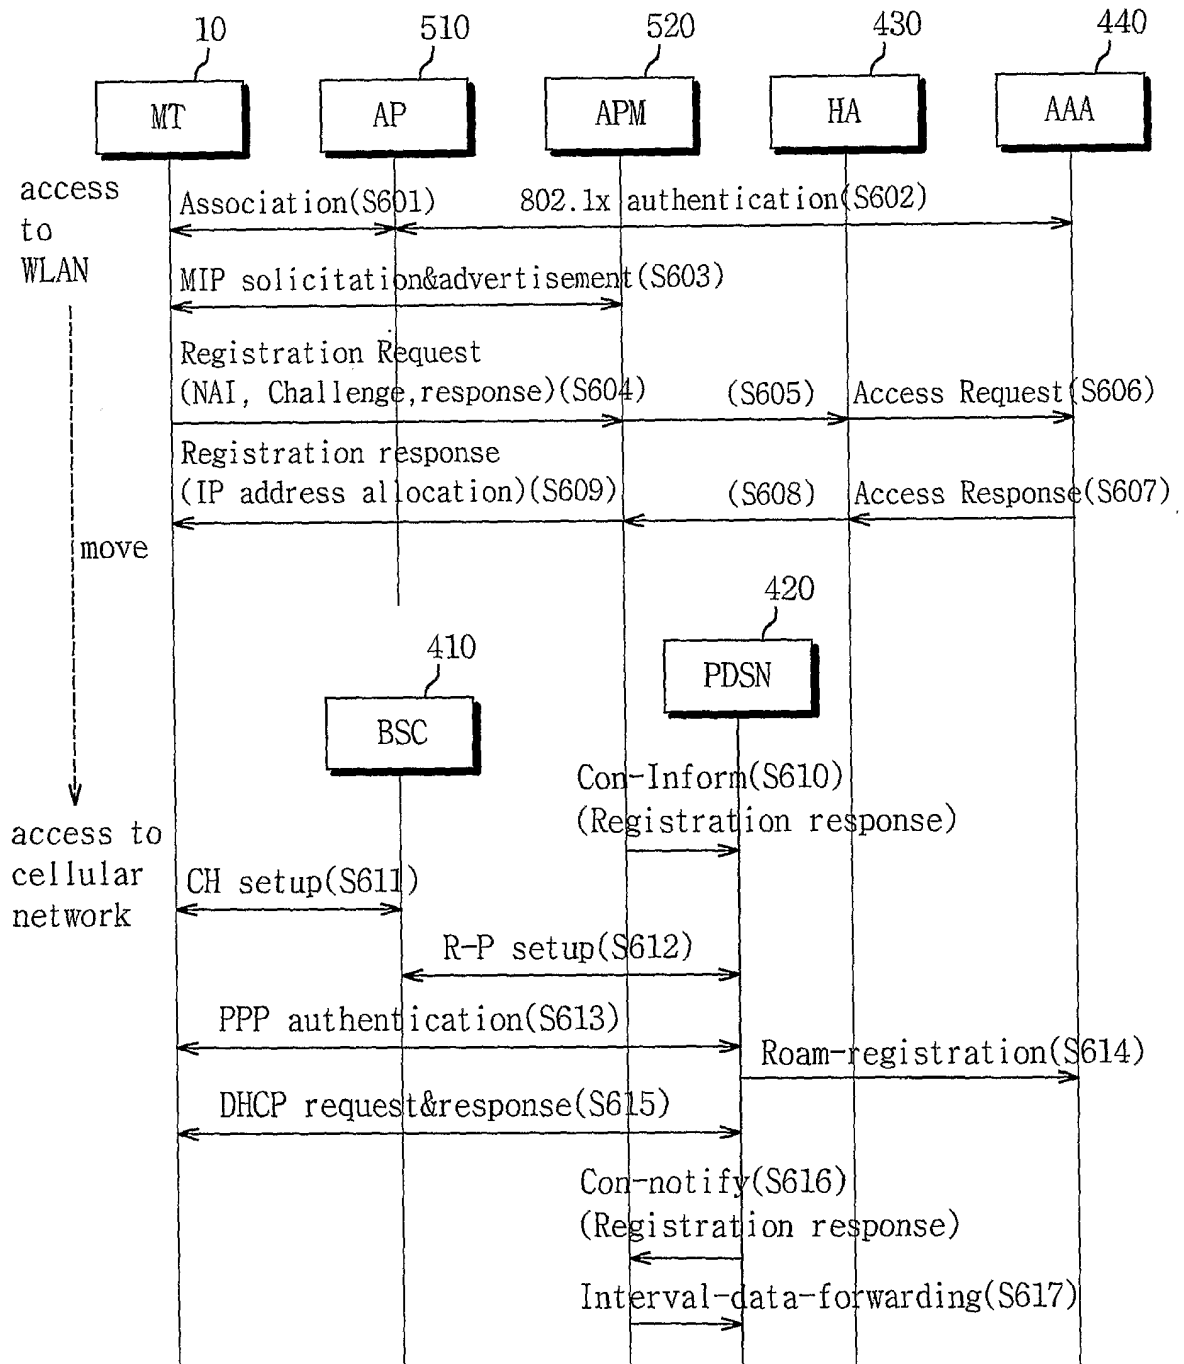 10
510
520
430
440
MT
AP
APM
HA
AAA
access
to
WLAN
Association(S601)
802.1x authentication(S602)
MIP solicitation&advertisement(S603)
Registration Request
(NAI, Challenge,response)(S604)
(S605)
Access Request(S606)
Registration response
(IP address allocation)(S609)
(S608)
Access Response(S607)
move
420
PDSN
410
BSC
Con-Inform(S610)
(Registration response)
access to
cellular
network
CH setup(S611)
R-P setup(S612)
PPP authentication(S613)
Roam-registration(S614)
DHCP request&response(S615)
Con-notify(S616)
(Registration response)
Interval-data-forwarding(S617)